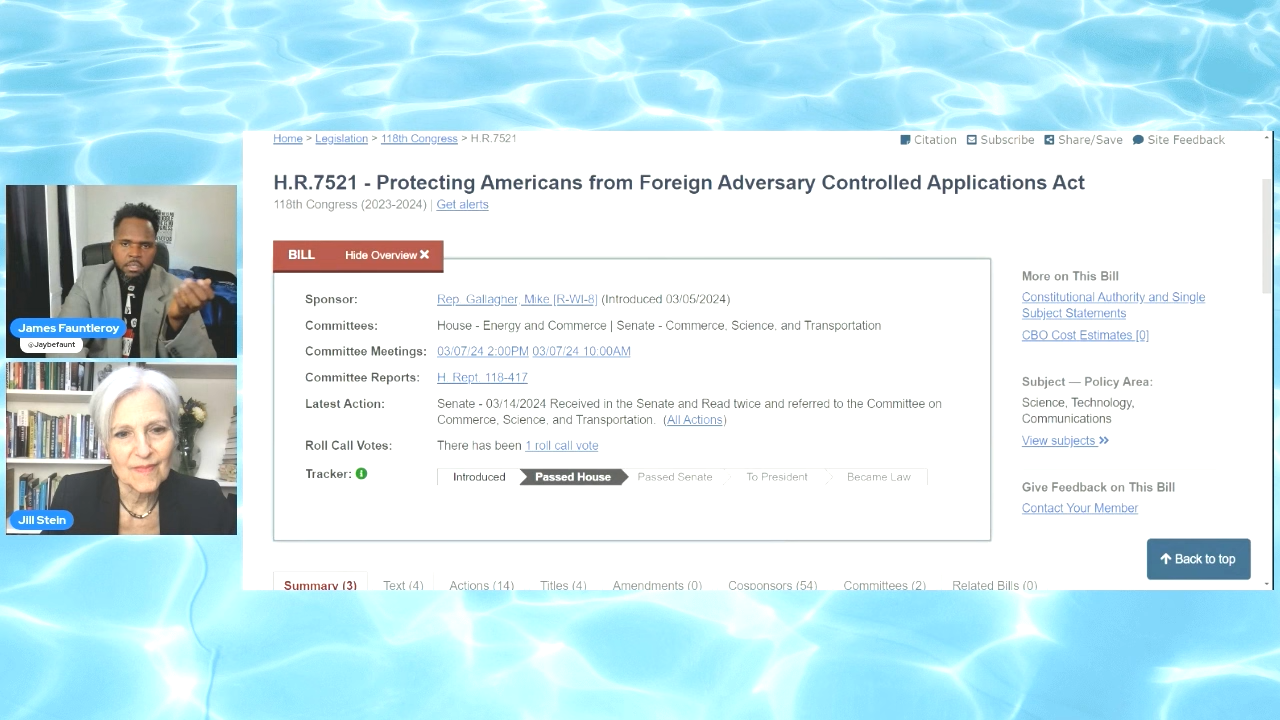 Home > Legislation > 118th Congress > H.R.7521
Citation Subscribe Share/Save Site Feedback
H.R.7521 - Protecting Americans from Foreign Adversary Controlled Applications Act
118th Congress (2023-2024) | Get alerts
BILL Hide Overview
Sponsor: Rep. Gallagher, Mike [R-WI-8] (Introduced 03/05/2024)
Committees: House - Energy and Commerce | Senate - Commerce, Science, and Transportation
Committee Meetings: 03/07/24 2:00PM 03/07/24 10:00AM
Committee Reports: H. Rept. 118-417
Latest Action: Senate - 03/14/2024 Received in the Senate and Read twice and referred to the Committee on
Commerce, Science, and Transportation. (All Actions)
Roll Call Votes: There has been 1 roll call vote
Tracker: Introduced Passed House Passed Senate To President Became Law
More on This Bill
Constitutional Authority and Single
Subject Statements
CBO Cost Estimates [0]
Subject — Policy Area:
Science, Technology,
Communications
View subjects
Give Feedback on This Bill
Contact Your Member
Back to top
Summary (3) Text (4) Actions (14) Titles (4) Amendments (0) Cosponsors (54) Committees (2) Related Bills (0)
James Fauntleroy
@Jaybefaunt
Jill Stein